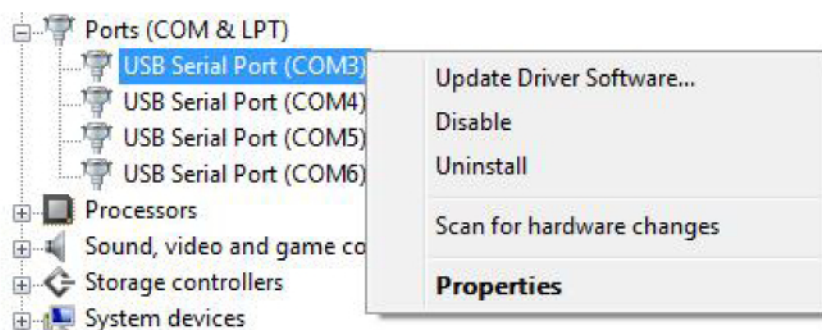 Ports (COM & LPT)
USB Serial Port (COM3)
USB Serial Port (COM4)
USB Serial Port (COM5)
USB Serial Port (COM6)
Processors
Sound, video and game co
Storage controllers
System devices
Update Driver Software...
Disable
Uninstall
Scan for hardware changes
Properties